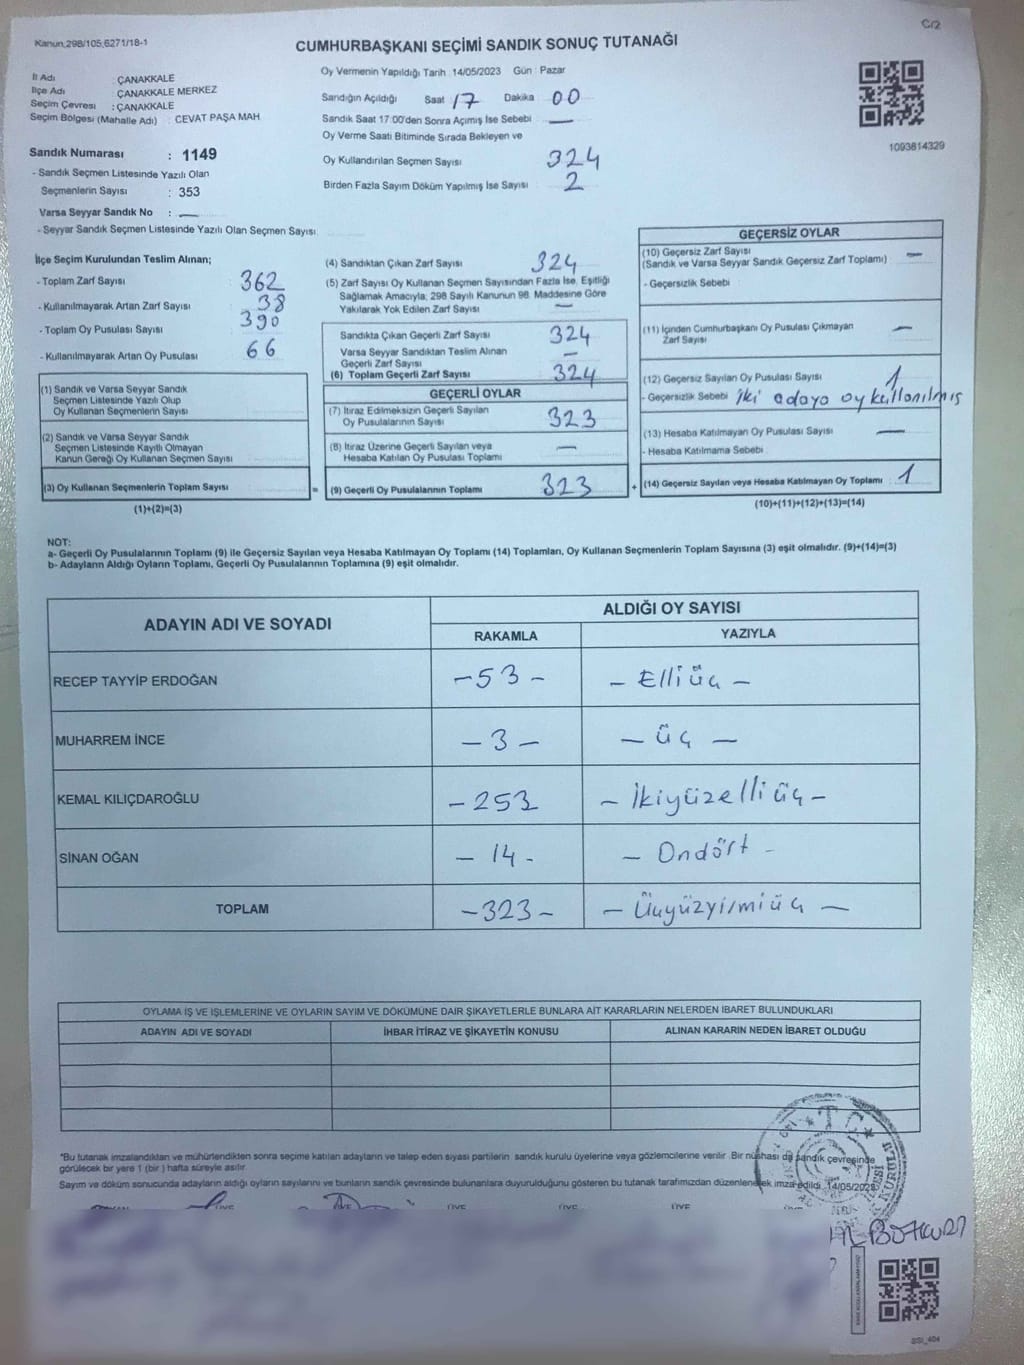 C/2
Kanun 298/105,6271/18-1
CUMHURBAŞKANI SEÇİMİ SANDIK SONUÇ TUTANAĞI
İl Adı : ÇANAKKALE
İlçe Adı : ÇANAKKALE MERKEZ
Seçim Çevresi : ÇANAKKALE
Seçim Bölgesi (Mahalle Adı) : CEVAT PAŞA MAH.
Sandık Numarası : 1149
- Sandık Seçmen Listesinde Yazılı Olan
Seçmenlerin Sayısı : 353
Varsa Seyyar Sandık No : —
- Seyyar Sandık Seçmen Listesinde Yazılı Olan Seçmen Sayısı:
Oy Vermenin Yapıldığı Tarih : 14/05/2023 Gün : Pazar
Sandığın Açıldığı Saat 17 Dakika 00
Sandık Saat 17:00'den Sonra Açımış İse Sebebi —
Oy Verme Saati Bitiminde Sırada Bekleyen ve
Oy Kullandırılan Seçmen Sayısı 324
Birden Fazla Sayım Döküm Yapılmış İse Sayısı 2
1093814329
İlçe Seçim Kurulundan Teslim Alınan;
- Toplam Zarf Sayısı 362
- Kullanılmayarak Artan Zarf Sayısı 38
- Toplam Oy Pusulası Sayısı 390
- Kullanılmayarak Artan Oy Pusulası 66
(1) Sandık ve Varsa Seyyar Sandık
Seçmen Listesinde Yazılı Olup
Oy Kullanan Seçmenlerin Sayısı
(2) Sandık ve Varsa Seyyar Sandık
Seçmen Listesinde Kayıtlı Olmayan
Kanun Gereği Oy Kullanan Seçmen Sayısı
(3) Oy Kullanan Seçmenlerin Toplam Sayısı =
(1)+(2)=(3)
(4) Sandıktan Çıkan Zarf Sayısı 324
(5) Zarf Sayısı Oy Kullanan Seçmen Sayısından Fazla İse, Eşitliği
Sağlamak Amacıyla; 298 Sayılı Kanunun 98. Maddesine Göre
Yakılarak Yok Edilen Zarf Sayısı —
Sandıkta Çıkan Geçerli Zarf Sayısı 324
Varsa Seyyar Sandıktan Teslim Alınan
Geçerli Zarf Sayısı —
(6) Toplam Geçerli Zarf Sayısı 324
GEÇERLİ OYLAR
(7) İtiraz Edilmeksizin Geçerli Sayılan
Oy Pusulalarının Sayısı 323
(8) İtiraz Üzerine Geçerli Sayılan veya
Hesaba Katılan Oy Pusulası Toplamı —
(9) Geçerli Oy Pusulalarının Toplamı 323 +
GEÇERSİZ OYLAR
(10) Geçersiz Zarf Sayısı
(Sandık ve Varsa Seyyar Sandık Geçersiz Zarf Toplamı) —
- Geçersizlik Sebebi :
(11) İçinden Cumhurbaşkanı Oy Pusulası Çıkmayan
Zarf Sayısı —
(12) Geçersiz Sayılan Oy Pusulası Sayısı 1
- Geçersizlik Sebebi iki adaya oy kullanılmış
(13) Hesaba Katılmayan Oy Pusulası Sayısı —
- Hesaba Katılmama Sebebi
(14) Geçersiz Sayılan veya Hesaba Katılmayan Oy Toplamı : 1
(10)+(11)+(12)+(13)=(14)
NOT:
a- Geçerli Oy Pusulalarının Toplamı (9) ile Geçersiz Sayılan veya Hesaba Katılmayan Oy Toplamı (14) Toplamları, Oy Kullanan Seçmenlerin Toplam Sayısına (3) eşit olmalıdır. (9)+(14)=(3)
b- Adayların Aldığı Oyların Toplamı, Geçerli Oy Pusulalarının Toplamına (9) eşit olmalıdır.
ADAYIN ADI VE SOYADI ALDIĞI OY SAYISI
RAKAMLA YAZIYLA
RECEP TAYYİP ERDOĞAN -53- - Elliüç -
MUHARREM İNCE -3- - üç -
KEMAL KILIÇDAROĞLU -253 - İkiyüzelliüç -
SİNAN OĞAN - 14 - - Ondört -
TOPLAM -323- - Üçyüzyirmiüç -
OYLAMA İŞ VE İŞLEMLERİNE VE OYLARIN SAYIM VE DÖKÜMÜNE DAİR ŞİKAYETLERLE BUNLARA AİT KARARLARIN NELERDEN İBARET BULUNDUKLARI
ADAYIN ADI VE SOYADI İHBAR İTİRAZ VE ŞİKAYETİN KONUSU ALINAN KARARIN NEDEN İBARET OLDUĞU
*Bu tutanak imzalandıktan ve mühürlendikten sonra seçime katılan adayların ve talep eden siyasi partilerin sandık kurulu üyelerine veya gözlemcilerine verilir. Bir nüshası da sandık çevresinde
görülecek bir yere 1 (bir) hafta süreyle asılır.
Sayım ve döküm sonucunda adayların aldığı oyların sayılarını ve bunların sandık çevresinde bulunanlara duyurulduğunu gösteren bu tutanak tarafımızdan düzenlenerek imza edildi. 14/05/2023
ÜYE ÜYE ÜYE ÜYE
T.C.
SSI_404